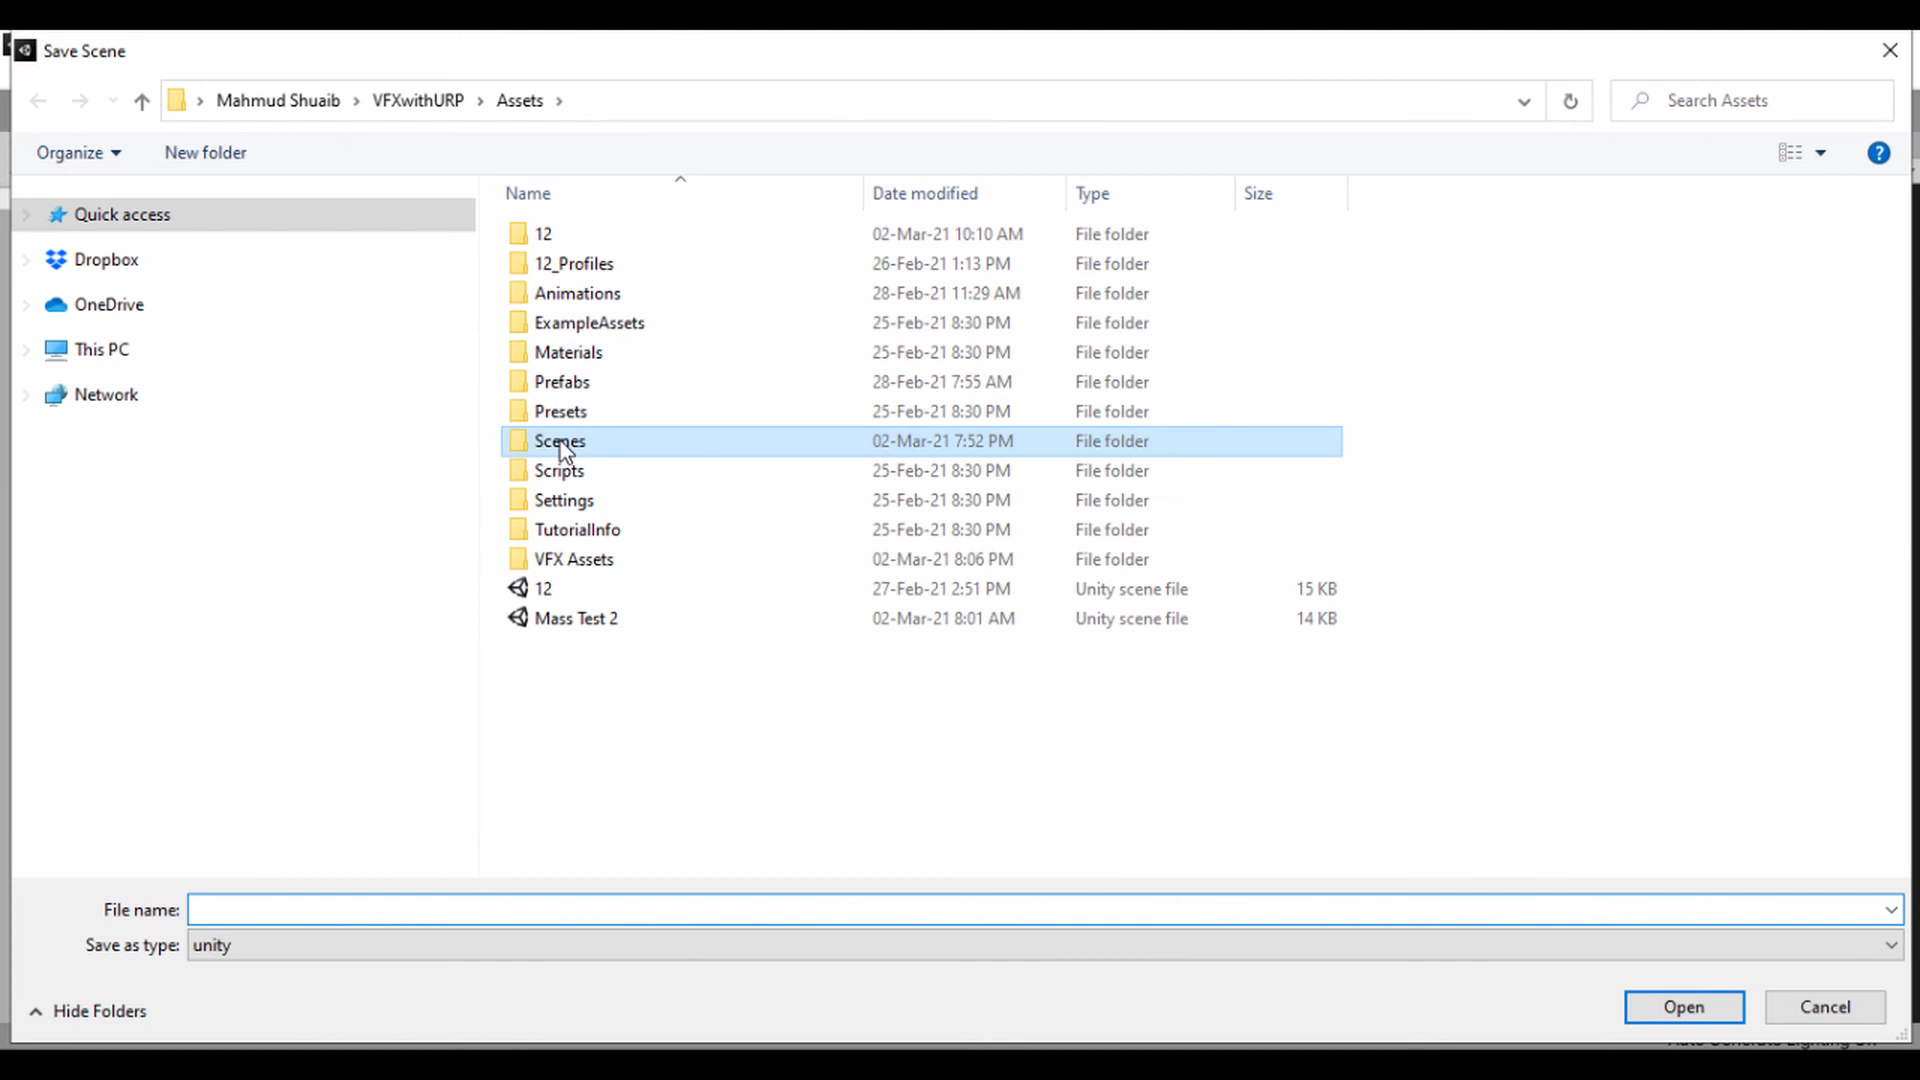 Save Scene
Mahmud Shuaib > VFXwithURP > Assets >
Search Assets
Organize
New folder
Quick access
Dropbox
OneDrive
This PC
Network
Name Date modified Type Size
12 02-Mar-21 10:10 AM File folder
12_Profiles 26-Feb-21 1:13 PM File folder
Animations 28-Feb-21 11:29 AM File folder
ExampleAssets 25-Feb-21 8:30 PM File folder
Materials 25-Feb-21 8:30 PM File folder
Prefabs 28-Feb-21 7:55 AM File folder
Presets 25-Feb-21 8:30 PM File folder
Scenes 02-Mar-21 7:52 PM File folder
Scripts 25-Feb-21 8:30 PM File folder
Settings 25-Feb-21 8:30 PM File folder
TutorialInfo 25-Feb-21 8:30 PM File folder
VFX Assets 02-Mar-21 8:06 PM File folder
12 27-Feb-21 2:51 PM Unity scene file 15 KB
Mass Test 2 02-Mar-21 8:01 AM Unity scene file 14 KB
File name:
Save as type: unity
Hide Folders
Open
Cancel